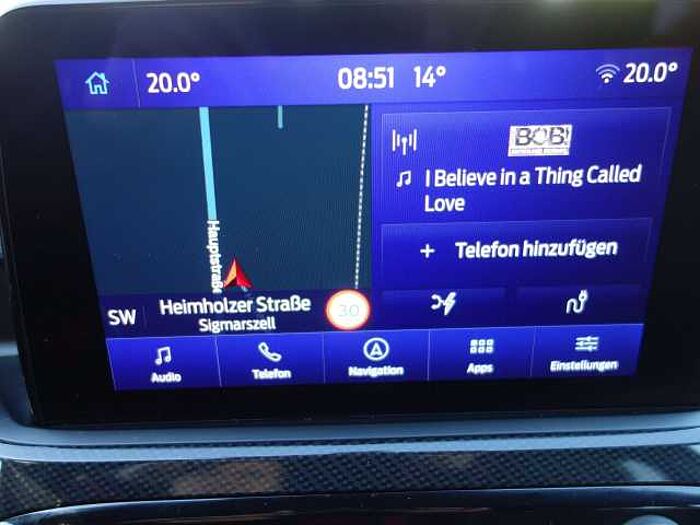 20.0° 08:51 14° 20.0°
BOB!
I Believe in a Thing Called
Love
Hauptstraße
+ Telefon hinzufügen
SW
Heimholzer Straße
Sigmarszell
30
Audio
Telefon
Navigation
Apps
Einstellungen